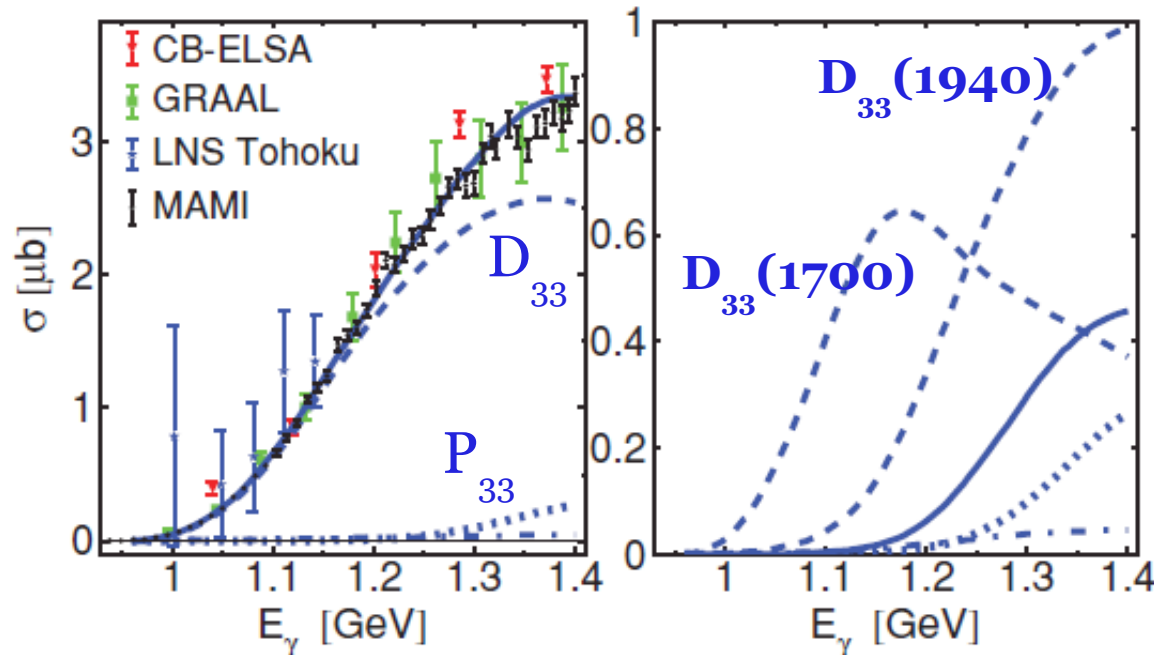 CB-ELSA
GRAAL
LNS Tohoku
MAMI
3
2
1
0
σ [μb]
D₃₃
P₃₃
1 1.1 1.2 1.3 1.4
E_γ [GeV]
1
0.8
0.6
0.4
0.2
0
D₃₃(1940)
D₃₃(1700)
1 1.1 1.2 1.3 1.4
E_γ [GeV]